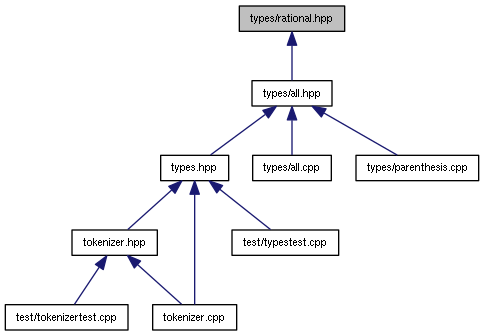 types/rational.hpp
types/all.hpp
types.hpp
types/all.cpp
types/parenthesis.cpp
tokenizer.hpp
test/typestest.cpp
test/tokenizertest.cpp
tokenizer.cpp